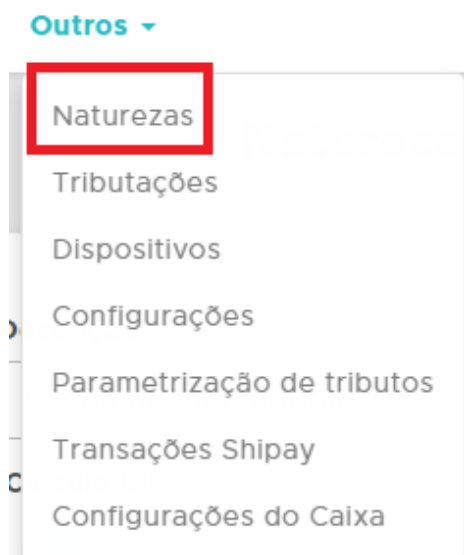 Outros
Naturezas
Tributações
Dispositivos
Configurações
Parametrização de tributos
Transações Shipay
Configurações do Caixa